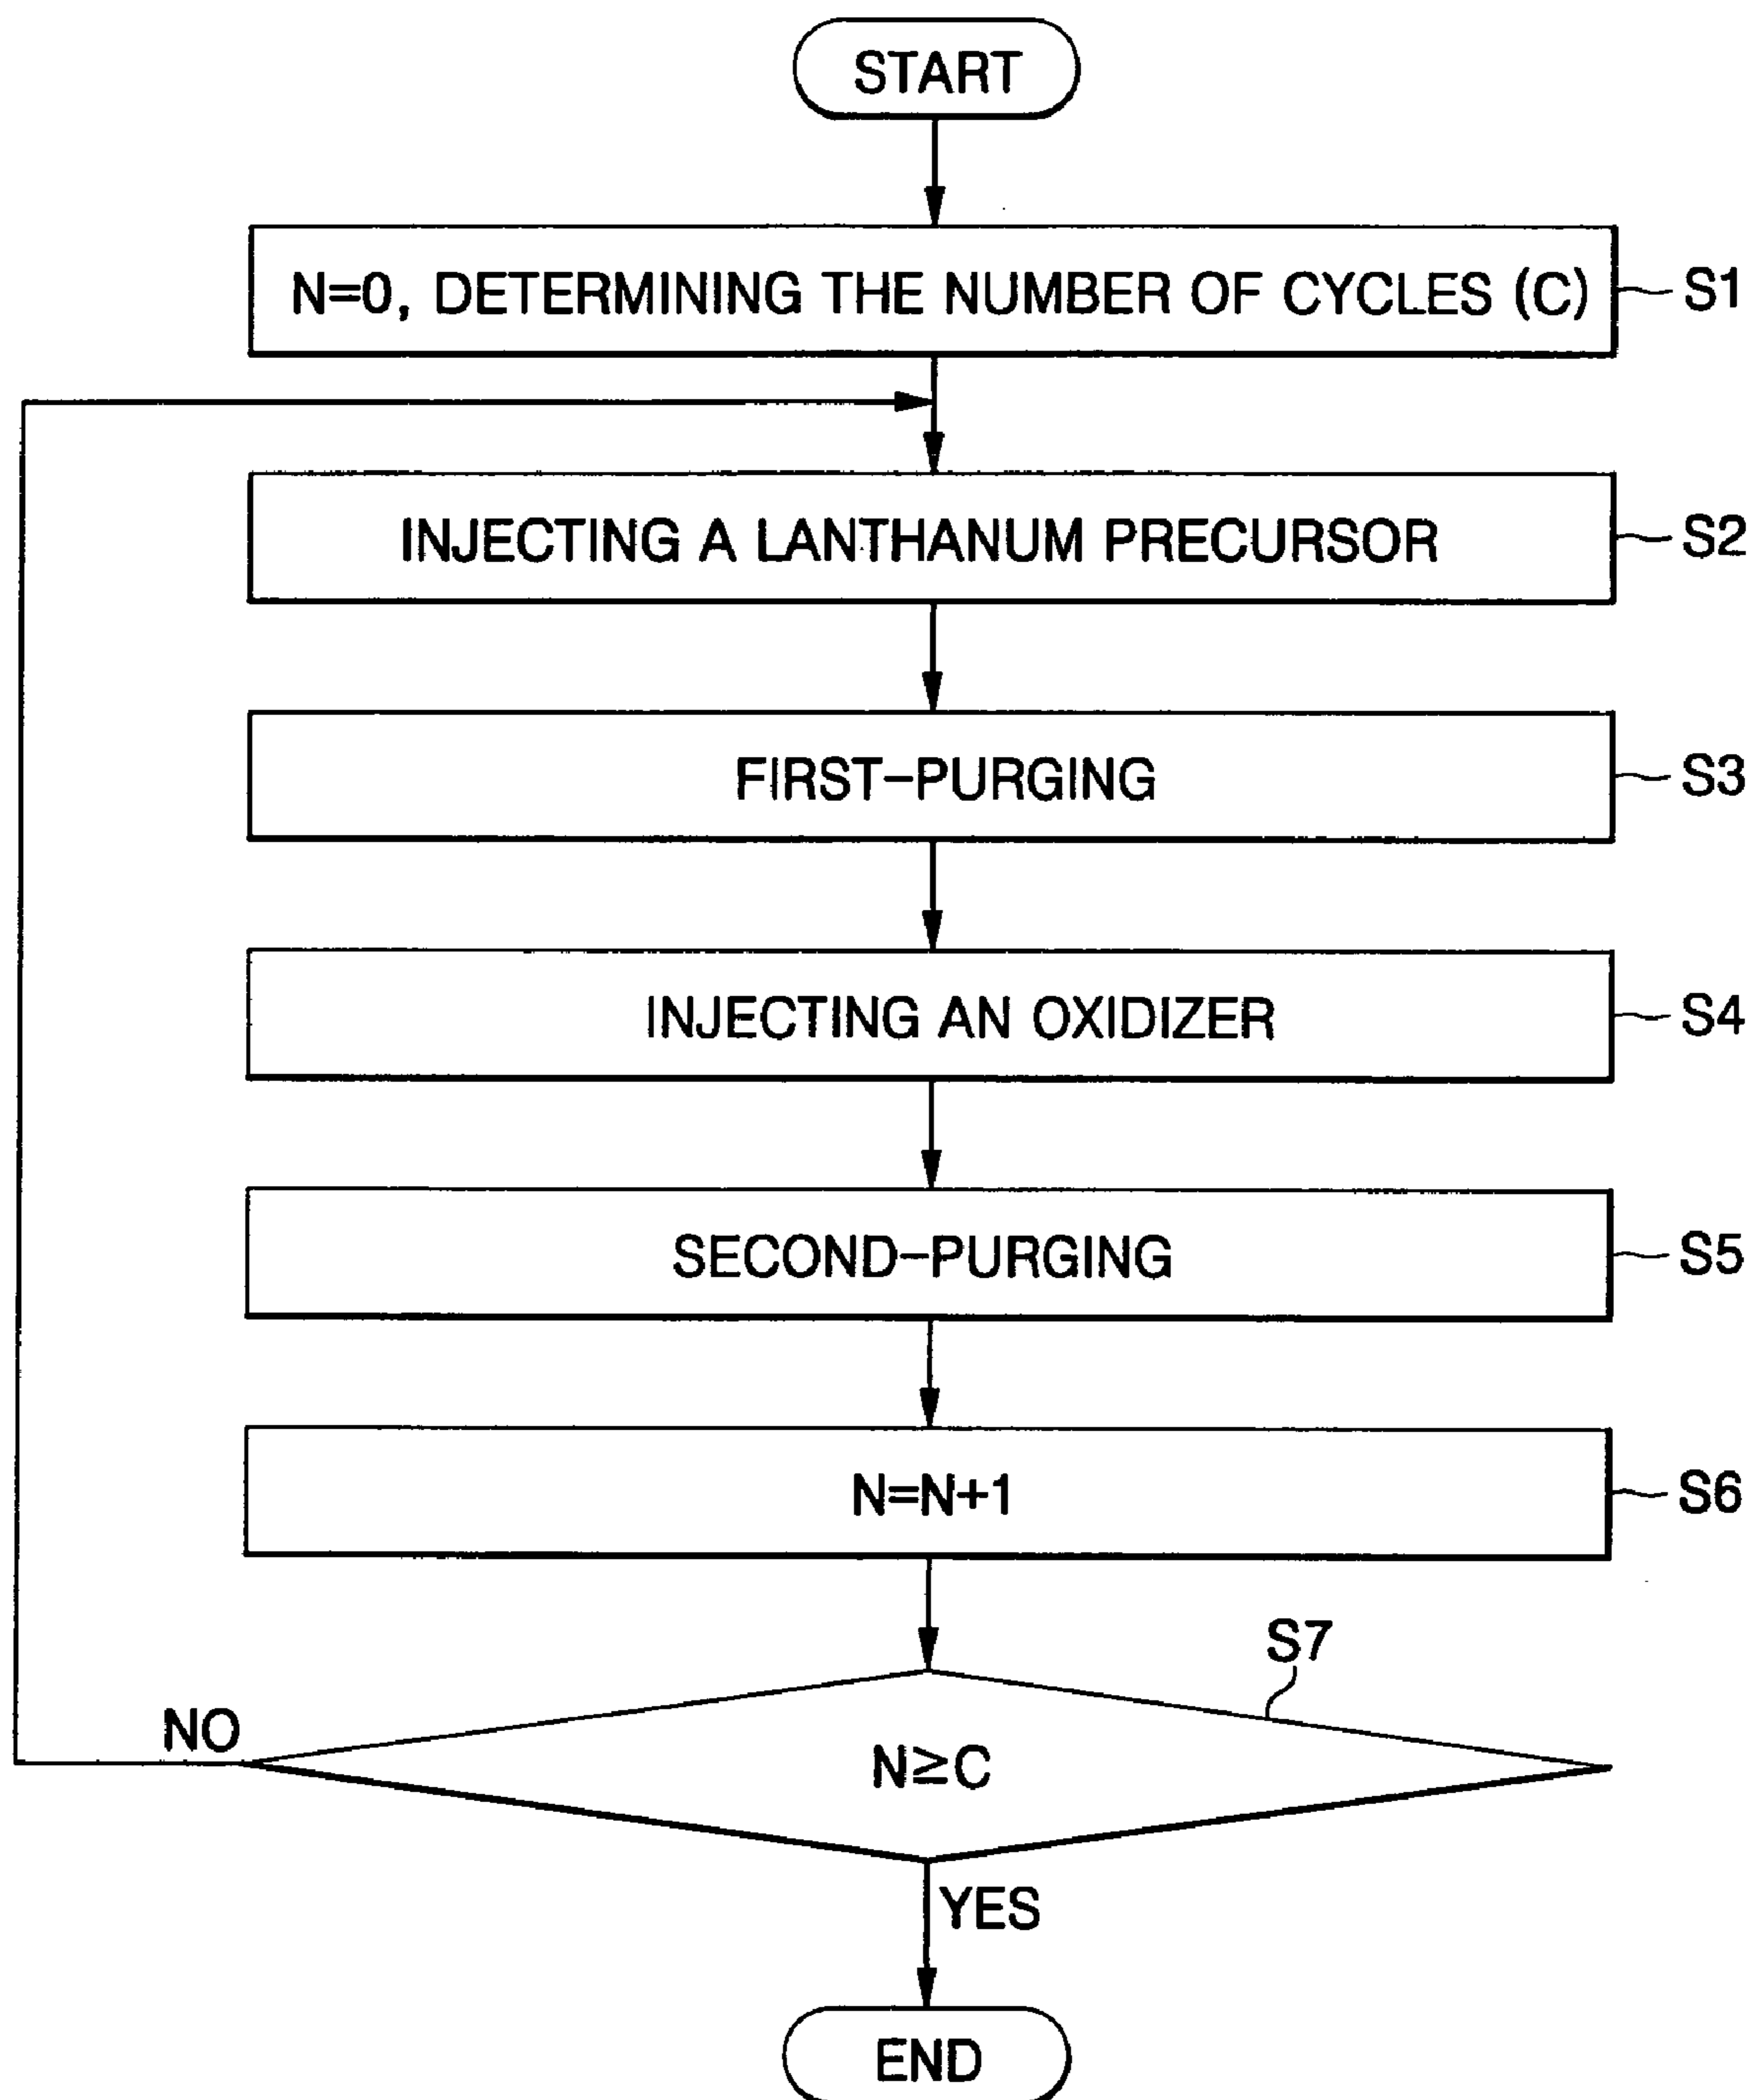 START
N=0, DETERMINING THE NUMBER OF CYCLES (C)
S1
INJECTING A LANTHANUM PRECURSOR
S2
FIRST-PURGING
S3
INJECTING AN OXIDIZER
S4
SECOND-PURGING
S5
N=N+1
S6
S7
NO
N≧C
YES
END